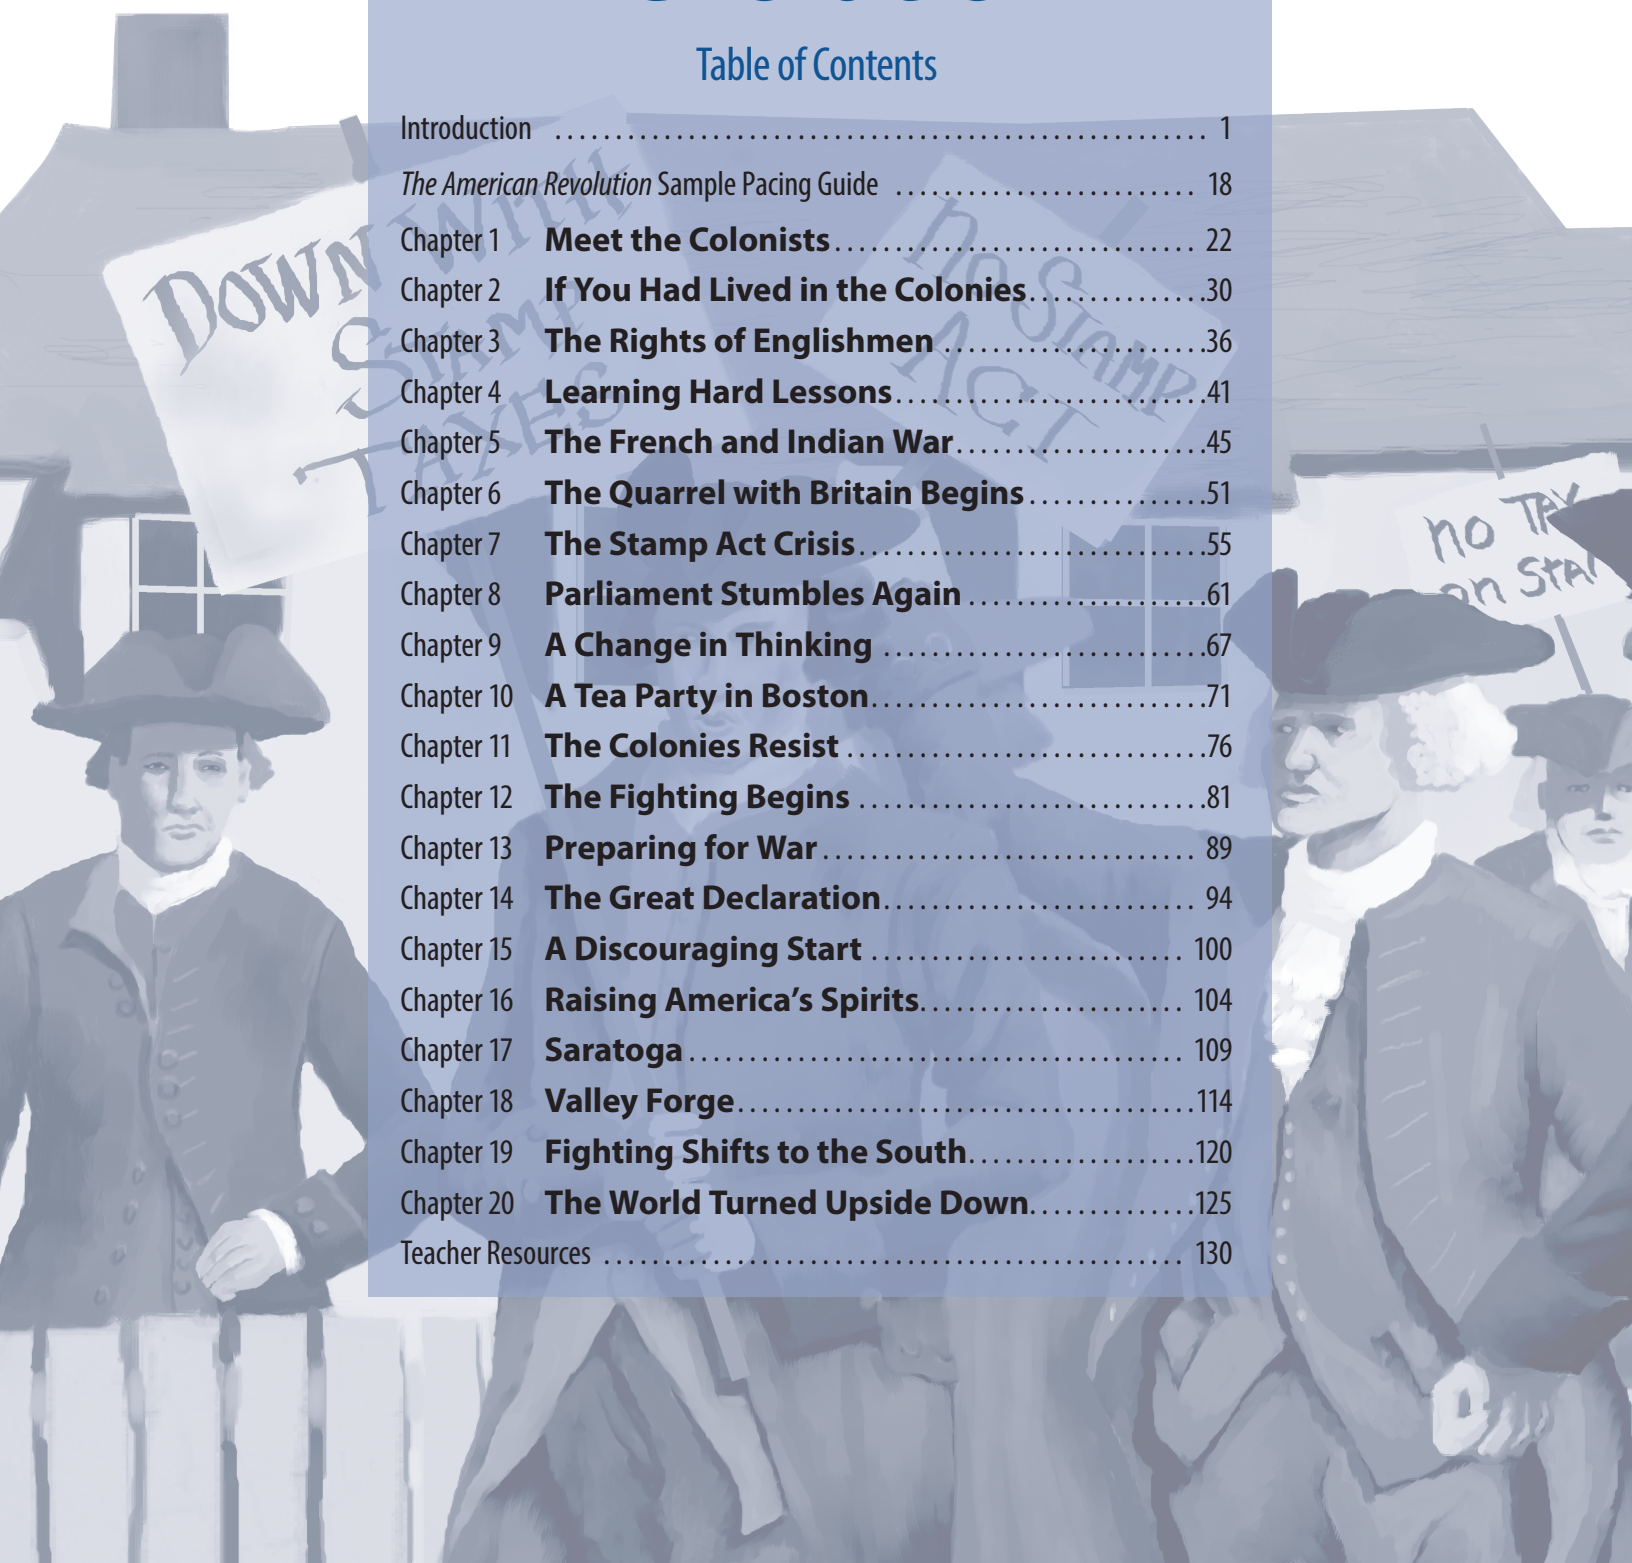 Table of Contents
Introduction ..................................................... 1
The American Revolution Sample Pacing Guide ......................... 18
Chapter 1 Meet the Colonists.............................. 22
Chapter 2 If You Had Lived in the Colonies...............30
Chapter 3 The Rights of Englishmen ......................36
Chapter 4 Learning Hard Lessons..........................41
Chapter 5 The French and Indian War.....................45
Chapter 6 The Quarrel with Britain Begins...............51
Chapter 7 The Stamp Act Crisis.............................55
Chapter 8 Parliament Stumbles Again ....................61
Chapter 9 A Change in Thinking ...........................67
Chapter 10 A Tea Party in Boston............................71
Chapter 11 The Colonies Resist ..............................76
Chapter 12 The Fighting Begins .............................81
Chapter 13 Preparing for War............................... 89
Chapter 14 The Great Declaration.......................... 94
Chapter 15 A Discouraging Start .......................... 100
Chapter 16 Raising America’s Spirits...................... 104
Chapter 17 Saratoga......................................... 109
Chapter 18 Valley Forge......................................114
Chapter 19 Fighting Shifts to the South...................120
Chapter 20 The World Turned Upside Down..............125
Teacher Resources ................................................ 130
DOWN WITH
STAMP
TAXES
no STAMP
ACT
no TAX
on STA